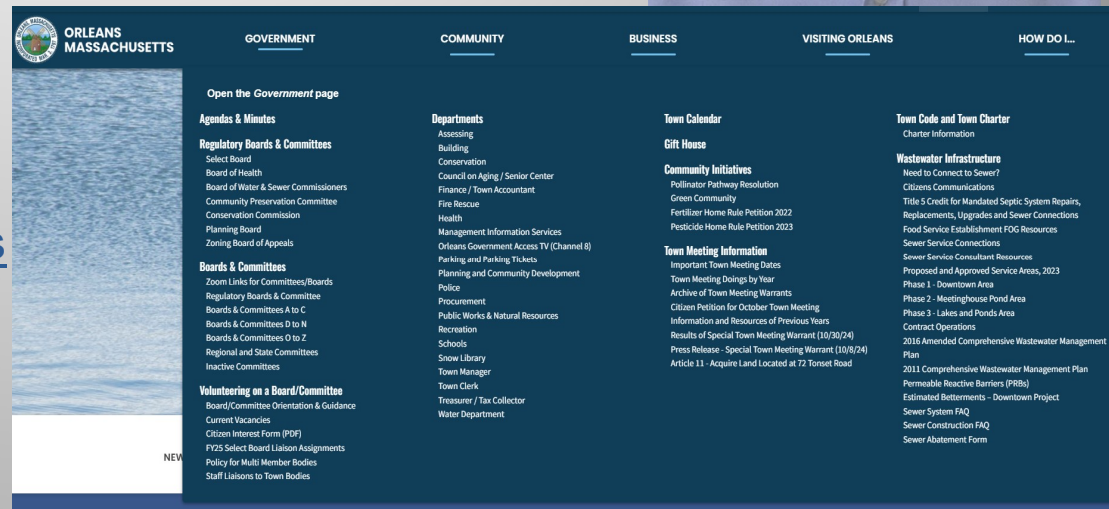 ORLEANS
MASSACHUSETTS
GOVERNMENT
COMMUNITY
BUSINESS
VISITING ORLEANS
HOW DO I...
Open the Government page
Agendas & Minutes
Regulatory Boards & Committees
Select Board
Board of Health
Board of Water & Sewer Commissioners
Community Preservation Committee
Conservation Commission
Planning Board
Zoning Board of Appeals
Boards & Committees
Zoom Links for Committees/Boards
Regulatory Boards & Committee
Boards & Committees A to C
Boards & Committees D to N
Boards & Committees O to Z
Regional and State Committees
Inactive Committees
Volunteering on a Board/Committee
Board/Committee Orientation & Guidance
Current Vacancies
Citizen Interest Form (PDF)
FY25 Select Board Liaison Assignments
Policy for Multi Member Bodies
Staff Liaisons to Town Bodies
Departments
Assessing
Building
Conservation
Council on Aging / Senior Center
Finance / Town Accountant
Fire Rescue
Health
Management Information Services
Orleans Government Access TV (Channel 8)
Parking and Parking Tickets
Planning and Community Development
Police
Procurement
Public Works & Natural Resources
Recreation
Schools
Snow Library
Town Manager
Town Clerk
Treasurer / Tax Collector
Water Department
Town Calendar
Gift House
Community Initiatives
Pollinator Pathway Resolution
Green Community
Fertilizer Home Rule Petition 2022
Pesticide Home Rule Petition 2023
Town Meeting Information
Important Town Meeting Dates
Town Meeting Doings by Year
Archive of Town Meeting Warrants
Citizen Petition for October Town Meeting
Information and Resources of Previous Years
Results of Special Town Meeting Warrant (10/30/24)
Press Release - Special Town Meeting Warrant (10/8/24)
Article 11 - Acquire Land Located at 72 Tonset Road
Town Code and Town Charter
Charter Information
Wastewater Infrastructure
Need to Connect to Sewer?
Citizens Communications
Title 5 Credit for Mandated Septic System Repairs,
Replacements, Upgrades and Sewer Connections
Food Service Establishment FOG Resources
Sewer Service Connections
Sewer Service Consultant Resources
Proposed and Approved Service Areas, 2023
Phase 1 - Downtown Area
Phase 2 - Meetinghouse Pond Area
Phase 3 - Lakes and Ponds Area
Contract Operations
2016 Amended Comprehensive Wastewater Management
Plan
2011 Comprehensive Wastewater Management Plan
Permeable Reactive Barriers (PRBs)
Estimated Betterments – Downtown Project
Sewer System FAQ
Sewer Construction FAQ
Sewer Abatement Form
NEW